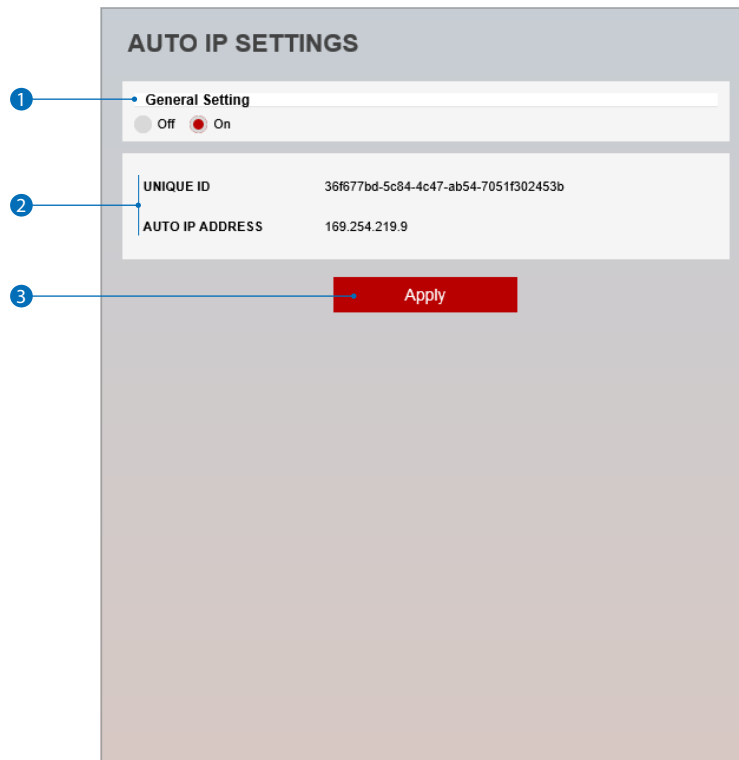 AUTO IP SETTINGS
1 General Setting
Off On
UNIQUE ID 36f677bd-5c84-4c47-ab54-7051f302453b
2
AUTO IP ADDRESS 169.254.219.9
3 Apply